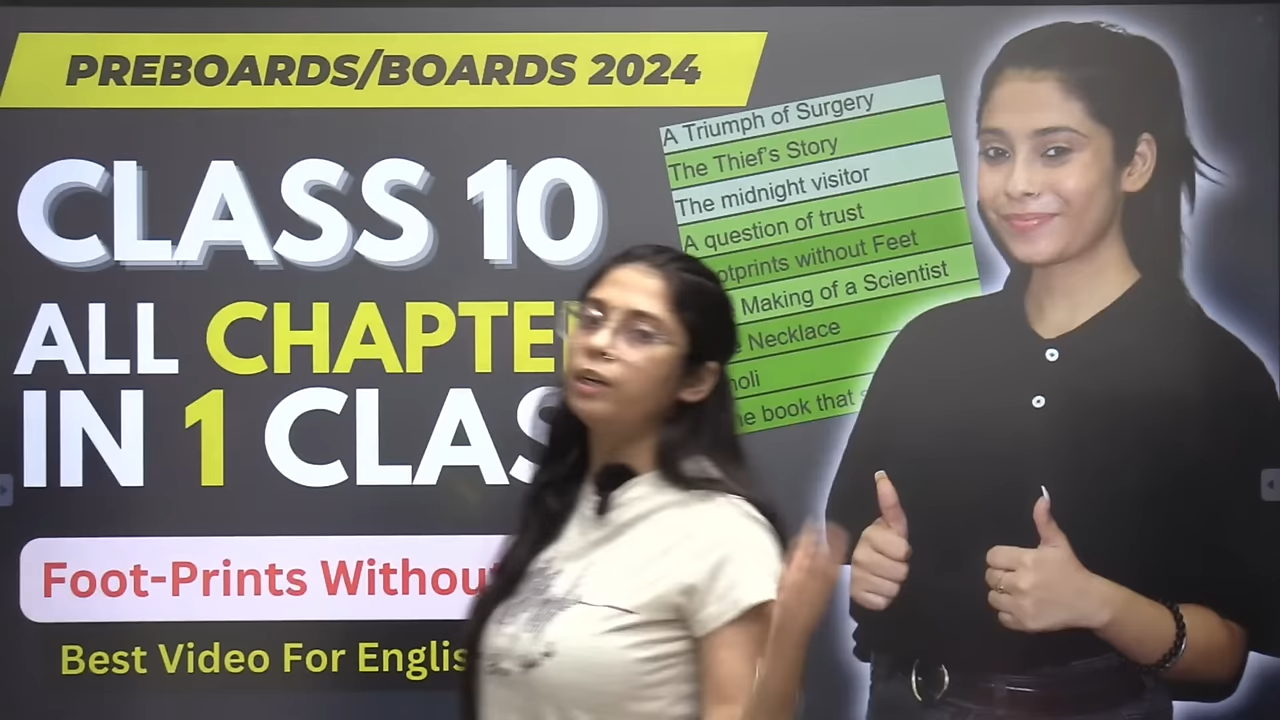 PREBOARDS/BOARDS 2024
CLASS 10
ALL CHAPTE
IN 1 CLAS
Foot-Prints Without
Best Video For Englis
A Triumph of Surgery
The Thief's Story
The midnight visitor
A question of trust
otprints without Feet
Making of a Scientist
e Necklace
holi
he book that s